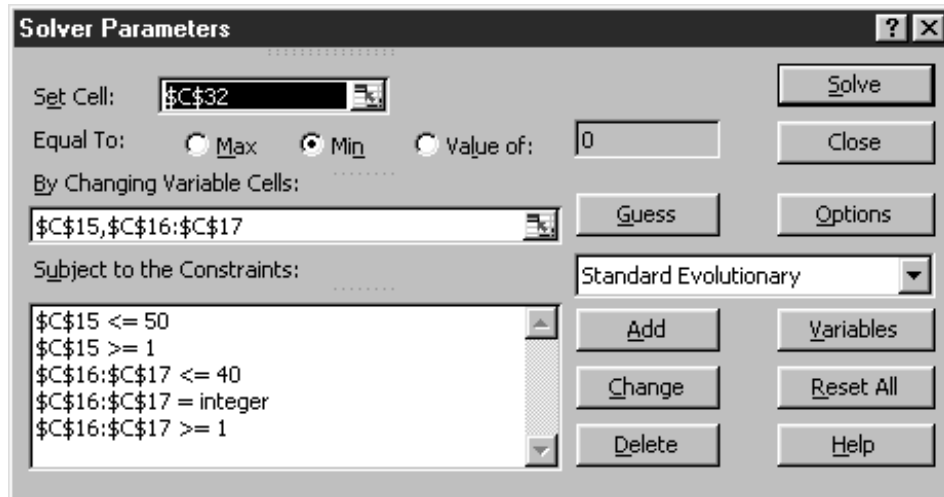 Solver Parameters
Set Cell: $C$32 Solve
Equal To: Max Min Value of: 0 Close
By Changing Variable Cells:
$C$15,$C$16:$C$17 Guess Options
Subject to the Constraints: Standard Evolutionary
$C$15 <= 50 Add Variables
$C$15 >= 1
$C$16:$C$17 <= 40 Change Reset All
$C$16:$C$17 = integer
$C$16:$C$17 >= 1 Delete Help